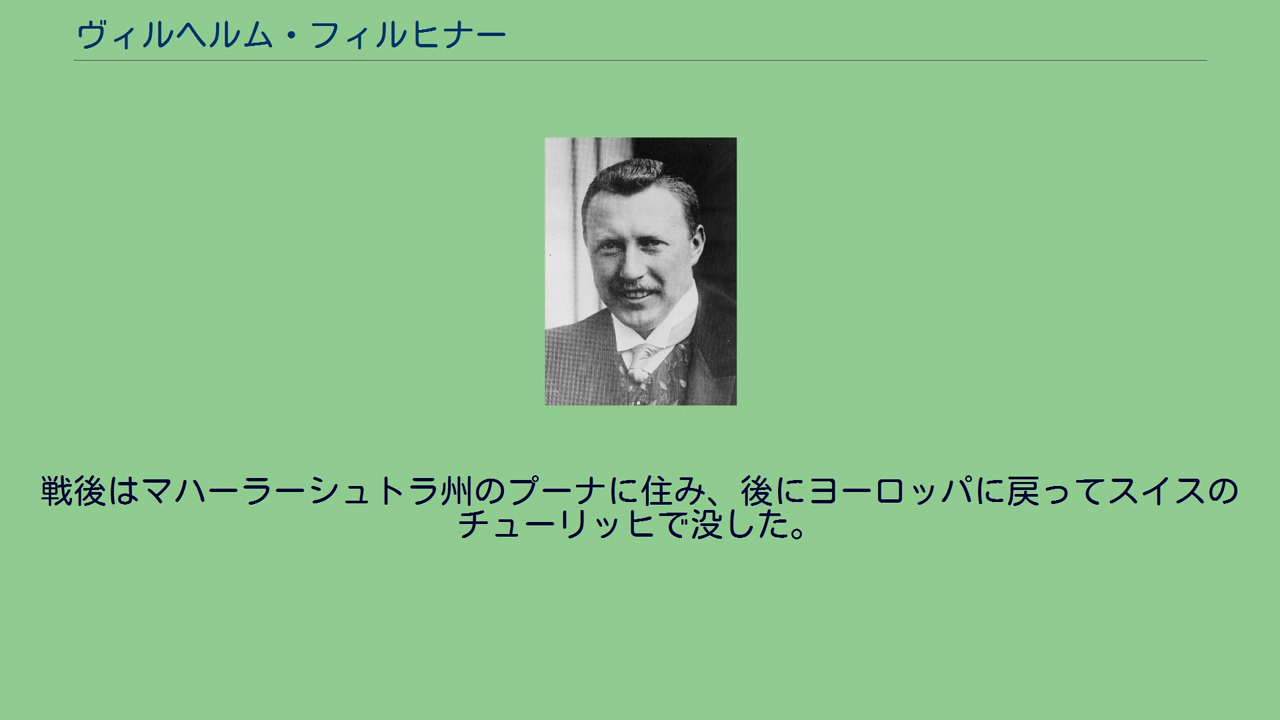 ヴィルヘルム・フィルヒナー
戦後はマハーラーシュトラ州のプーナに住み、後にヨーロッパに戻ってスイスの
チューリッヒで没した。